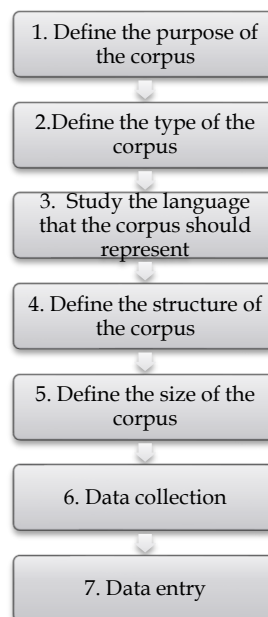 1. Define the purpose of
the corpus
2.Define the type of the
corpus
3. Study the language
that the corpus should
represent
4. Define the structure of
the corpus
5. Define the size of the
corpus
6. Data collection
7. Data entry